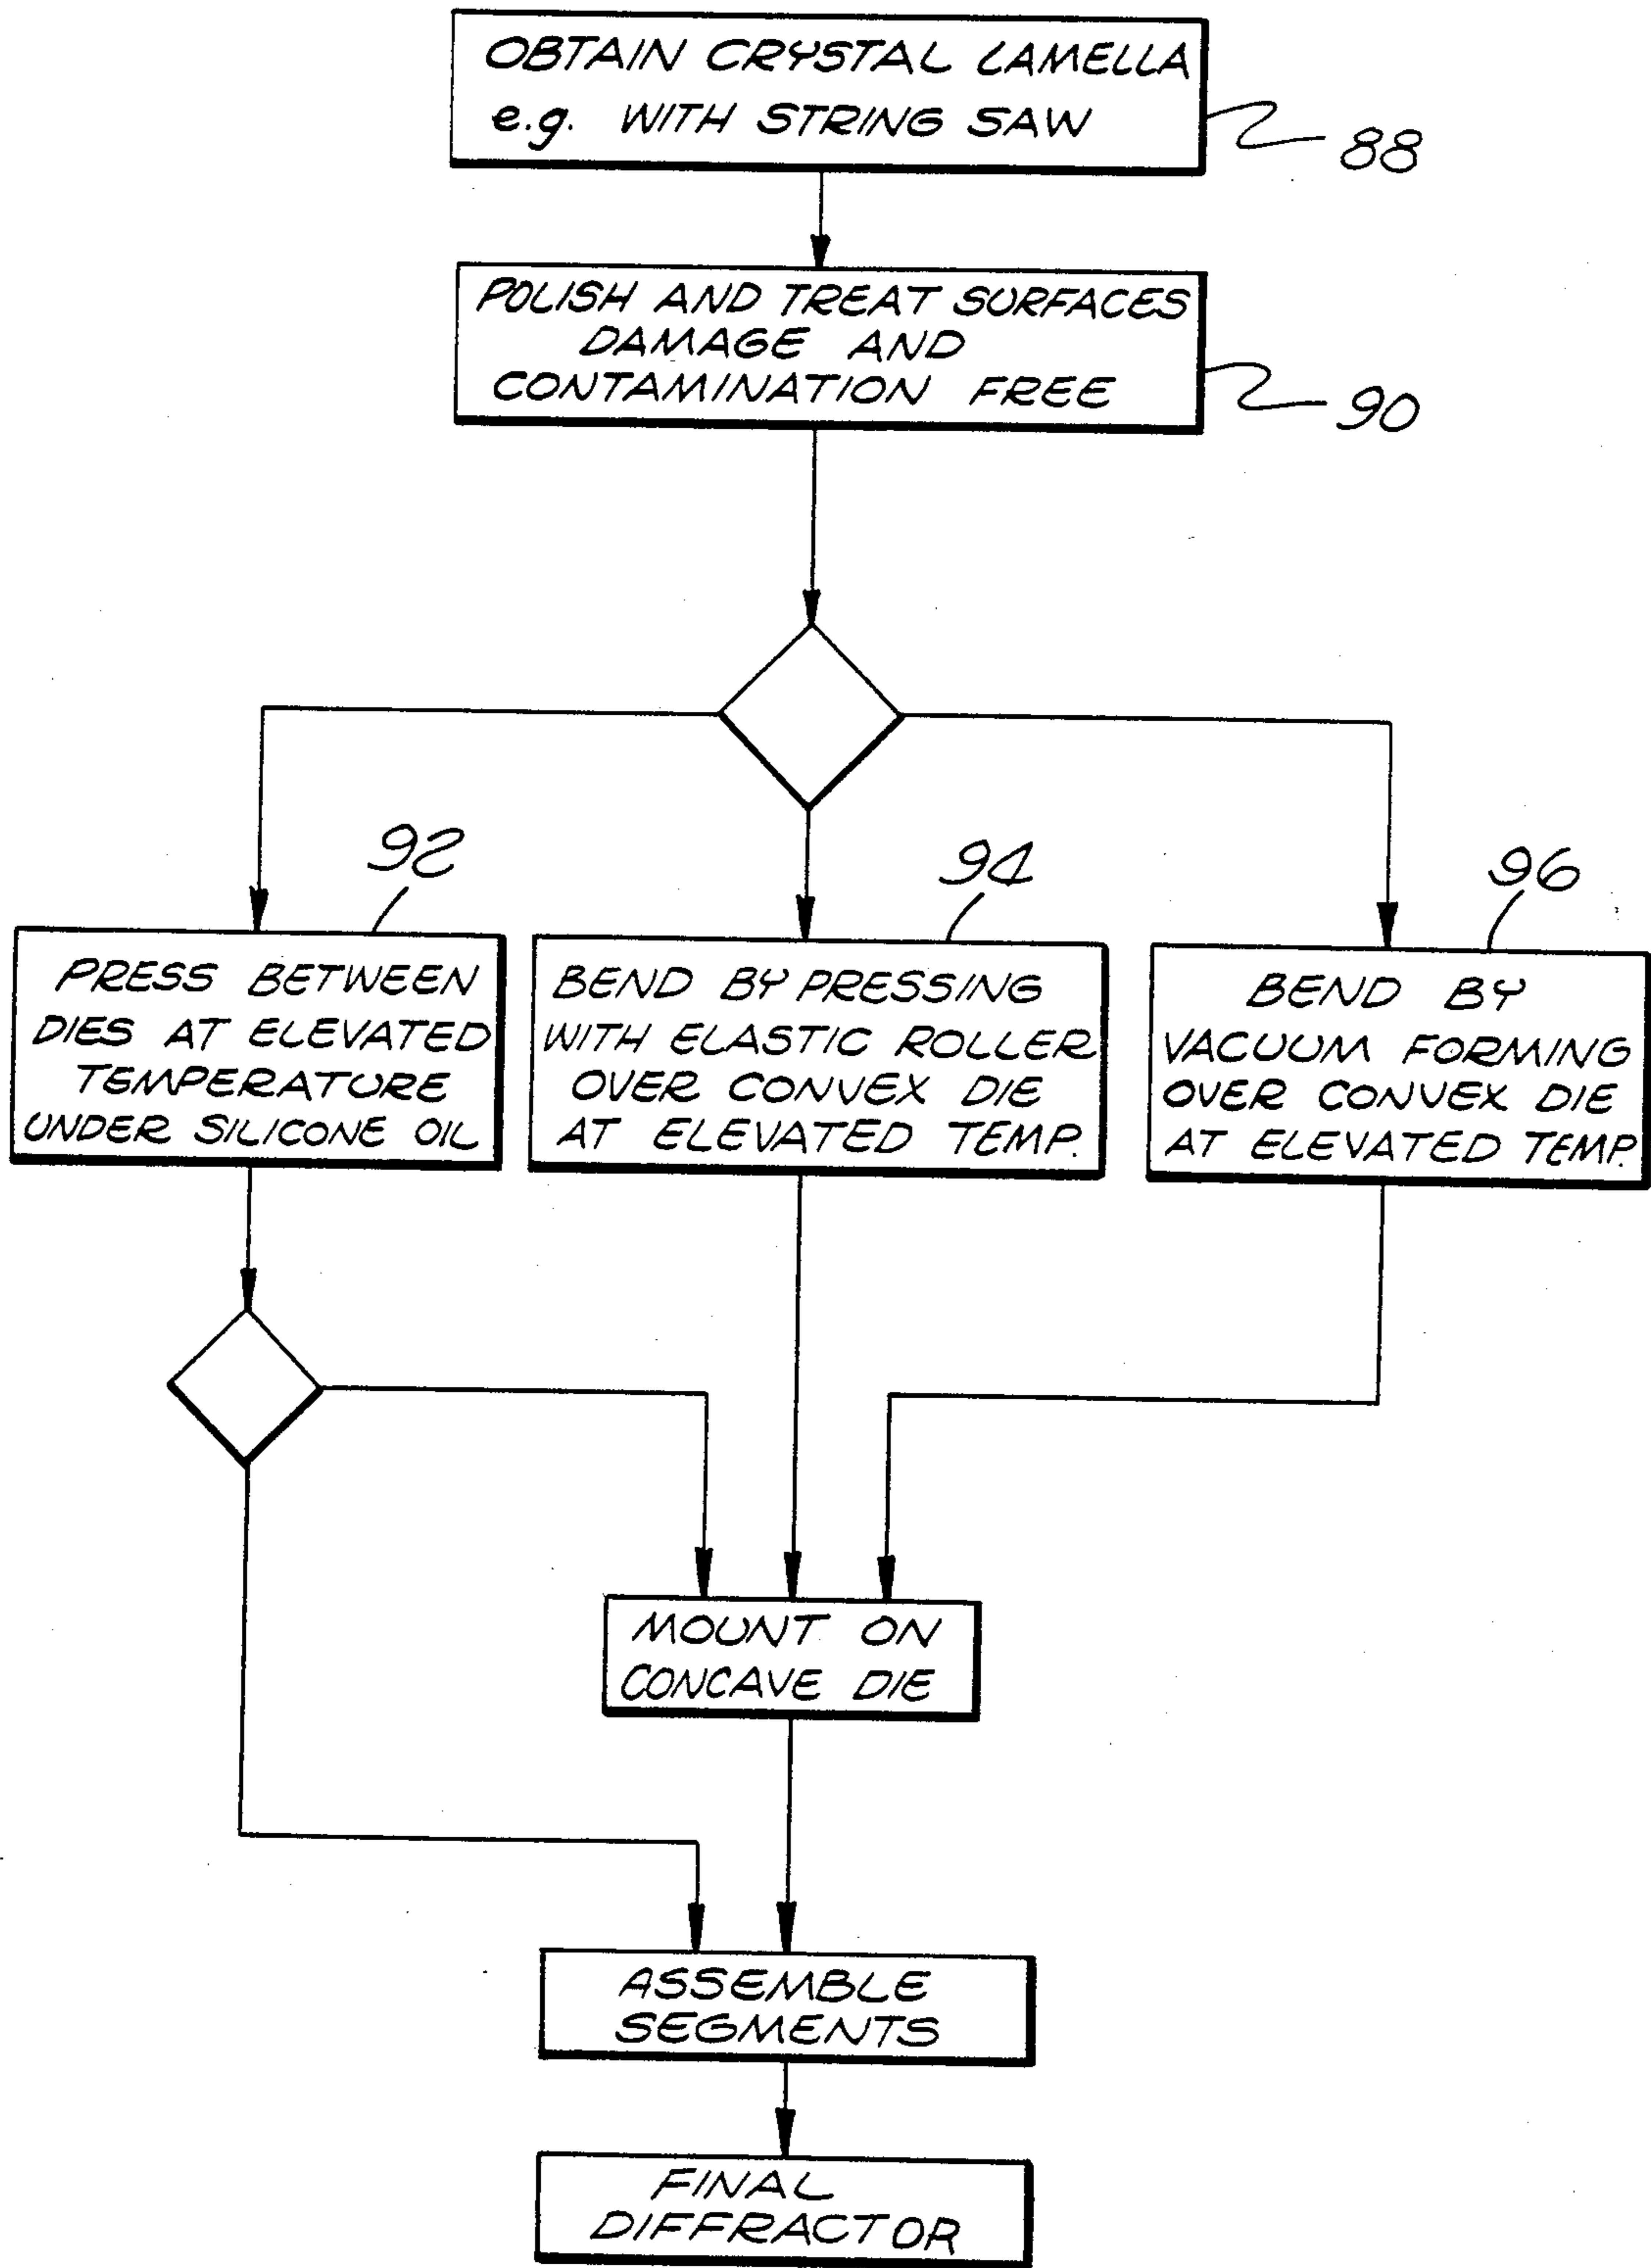 OBTAIN CRYSTAL LAMELLA
e.g. WITH STRING SAW
88
POLISH AND TREAT SURFACES
DAMAGE AND
CONTAMINATION FREE
90
92
PRESS BETWEEN
DIES AT ELEVATED
TEMPERATURE
UNDER SILICONE OIL
94
BEND BY PRESSING
WITH ELASTIC ROLLER
OVER CONVEX DIE
AT ELEVATED TEMP.
96
BEND BY
VACUUM FORMING
OVER CONVEX DIE
AT ELEVATED TEMP.
MOUNT ON
CONCAVE DIE
ASSEMBLE
SEGMENTS
FINAL
DIFFRACTOR